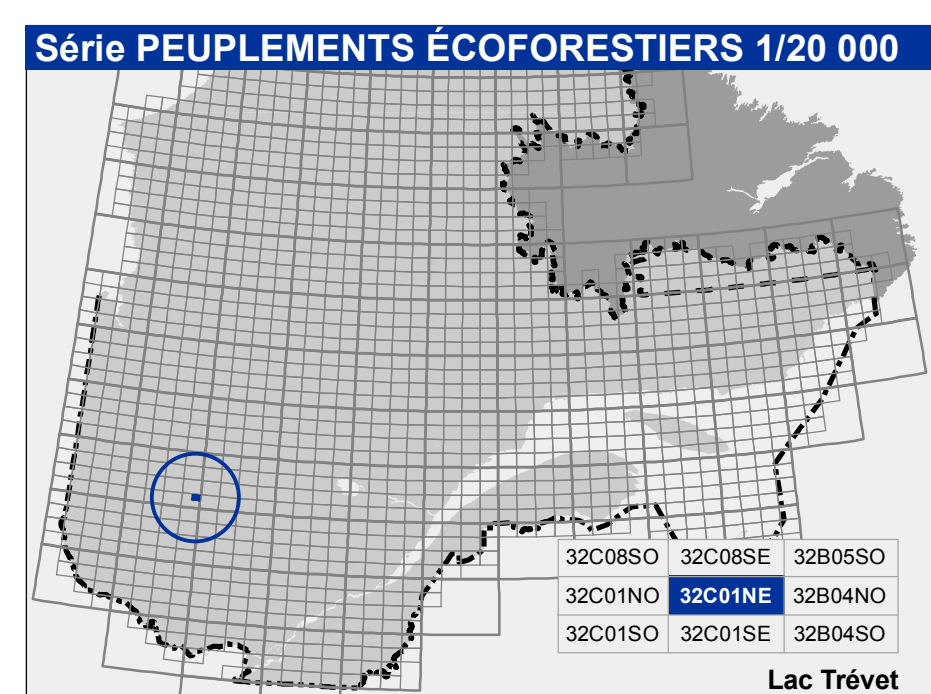 Série PEUPLEMENTS ÉCOFORESTIERS 1/20 000
32C08SO 32C08SE 32B05SO
32C01NO 32C01NE 32B04NO
32C01SO 32C01SE 32B04SO
Lac Trévet